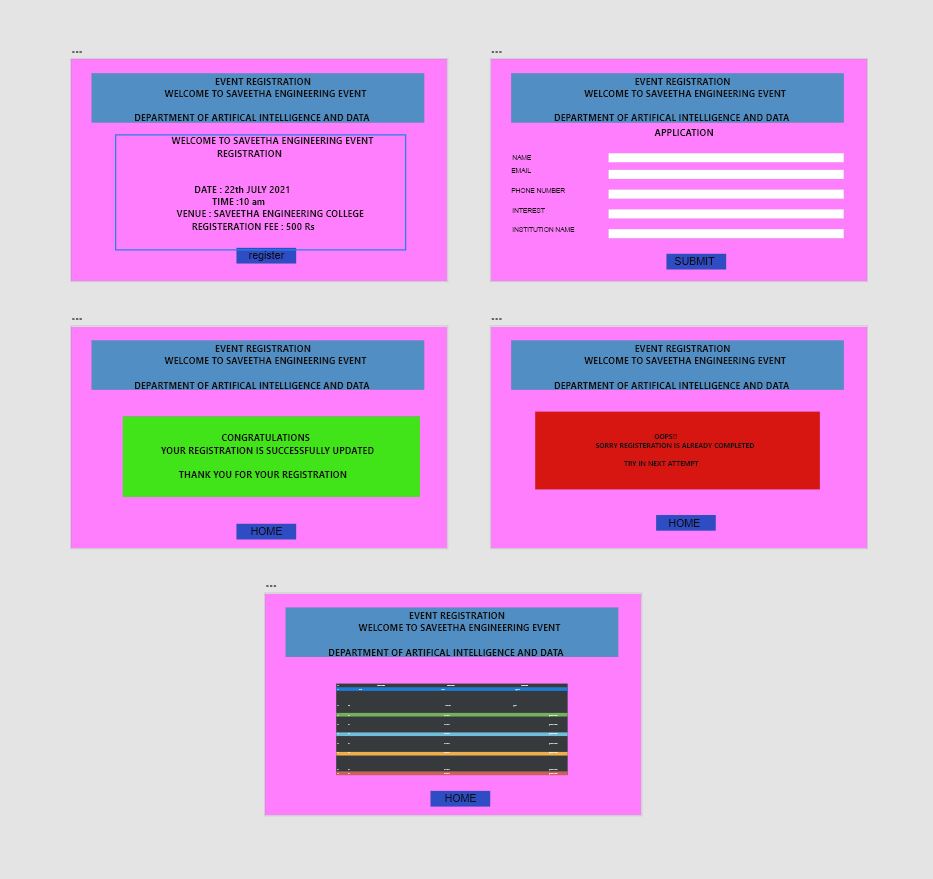 EVENT REGISTRATION
WELCOME TO SAVEETHA ENGINEERING EVENT
DEPARTMENT OF ARTIFICAL INTELLIGENCE AND DATA
WELCOME TO SAVEETHA ENGINEERING EVENT
REGISTRATION
DATE : 22th JULY 2021
TIME :10 am
VENUE : SAVEETHA ENGINEERING COLLEGE
REGISTERATION FEE : 500 Rs
register
EVENT REGISTRATION
WELCOME TO SAVEETHA ENGINEERING EVENT
DEPARTMENT OF ARTIFICAL INTELLIGENCE AND DATA
APPLICATION
NAME
EMAIL
PHONE NUMBER
INTEREST
INSTITUTION NAME
SUBMIT
EVENT REGISTRATION
WELCOME TO SAVEETHA ENGINEERING EVENT
DEPARTMENT OF ARTIFICAL INTELLIGENCE AND DATA
CONGRATULATIONS
YOUR REGISTRATION IS SUCCESSFULLY UPDATED
THANK YOU FOR YOUR REGISTRATION
HOME
EVENT REGISTRATION
WELCOME TO SAVEETHA ENGINEERING EVENT
DEPARTMENT OF ARTIFICAL INTELLIGENCE AND DATA
OOPS!!
SORRY REGISTERATION IS ALREADY COMPLETED
TRY IN NEXT ATTEMPT
HOME
EVENT REGISTRATION
WELCOME TO SAVEETHA ENGINEERING EVENT
DEPARTMENT OF ARTIFICAL INTELLIGENCE AND DATA
HOME